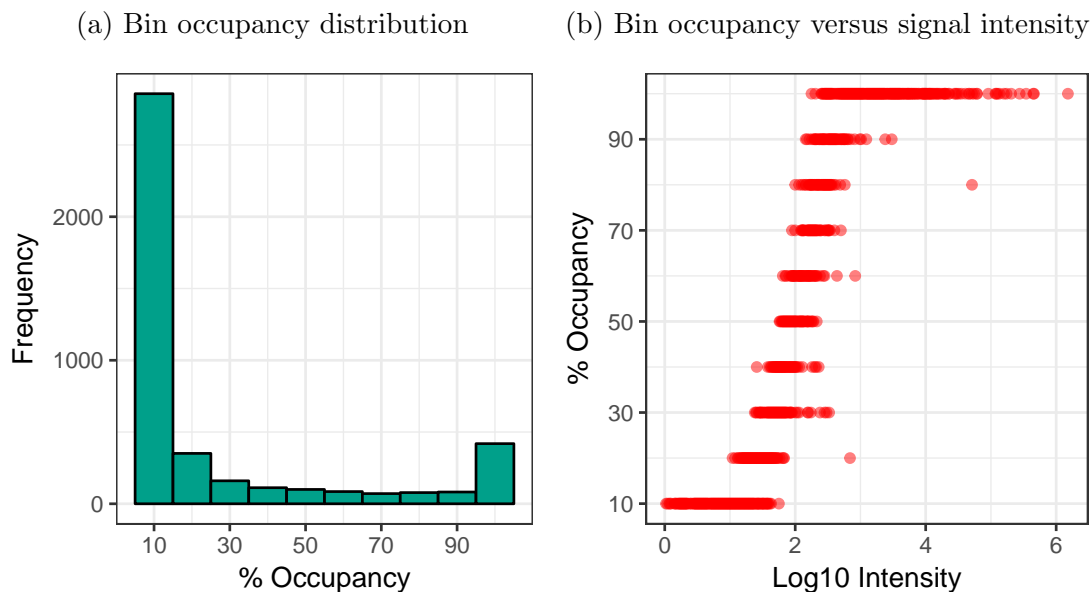 (a) Bin occupancy distribution
Frequency
2000
1000
0
10 30 50 70 90
% Occupancy
(b) Bin occupancy versus signal intensity
% Occupancy
90
70
50
30
10
0 2 4 6
Log10 Intensity